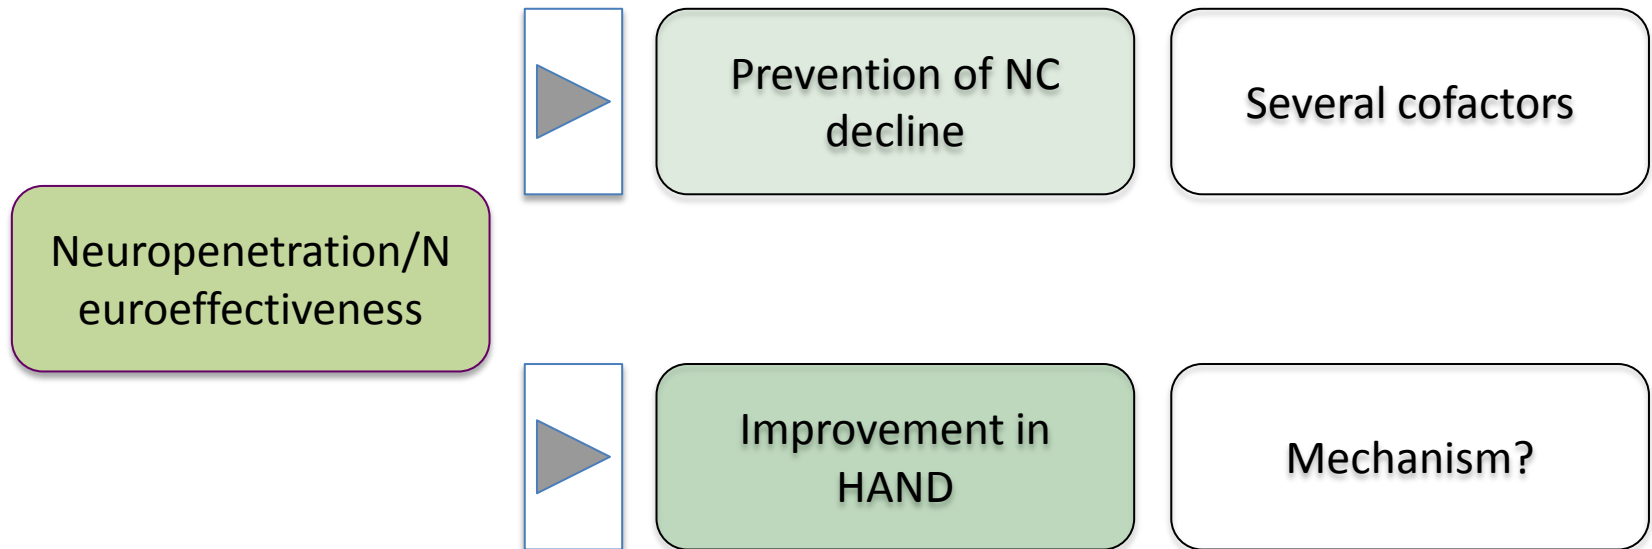 Neuropenetration/N
euroeffectiveness
Prevention of NC
decline
Several cofactors
Improvement in
HAND
Mechanism?